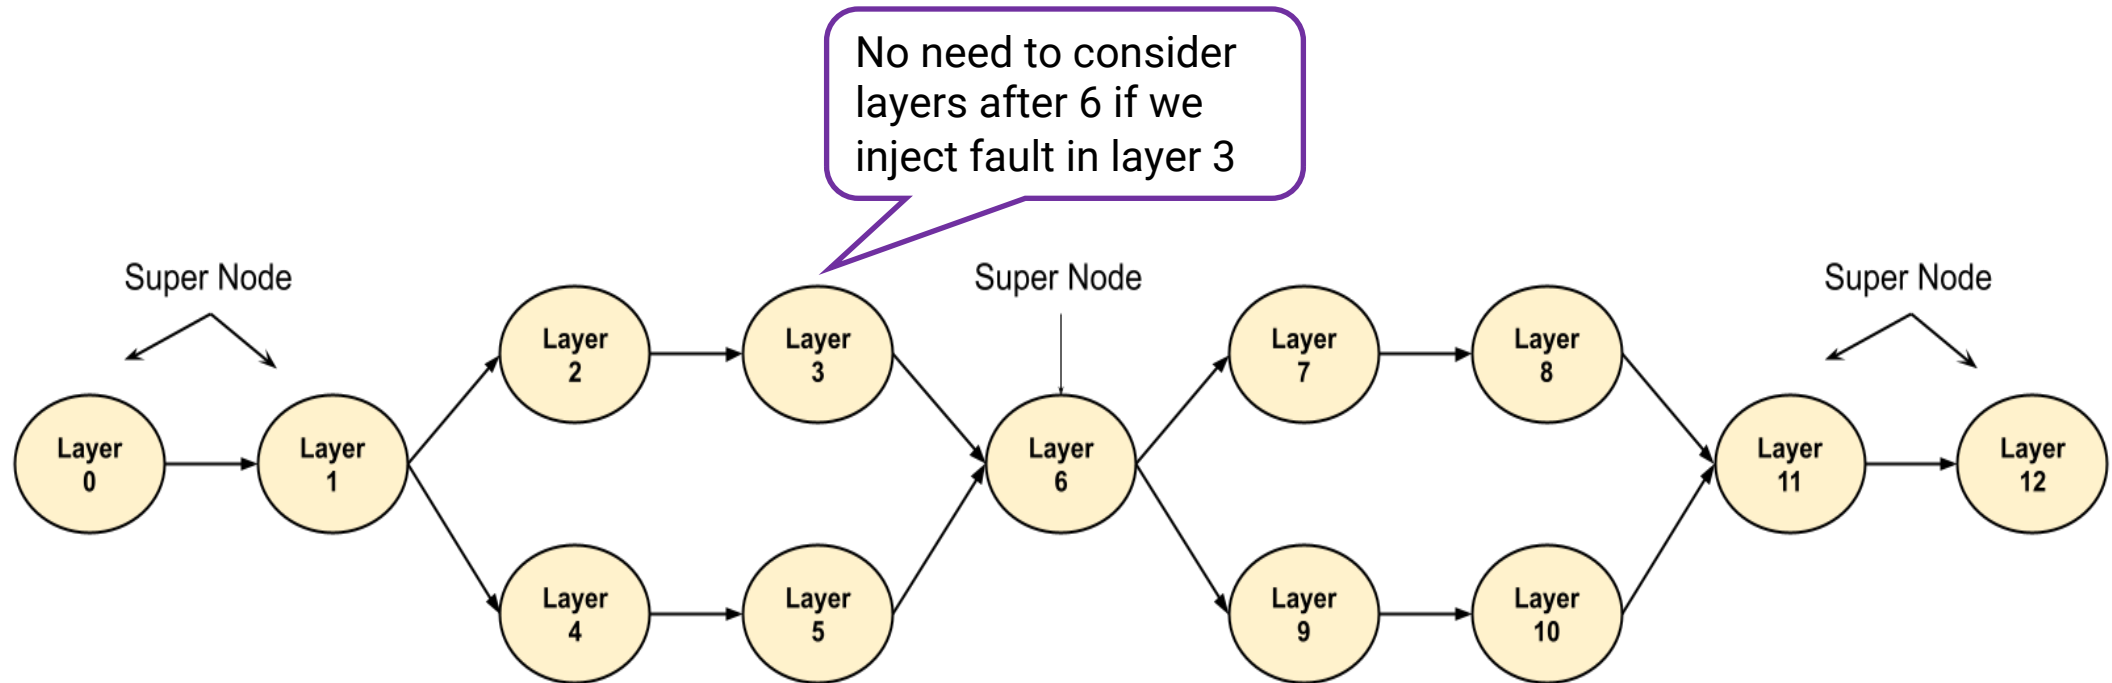 No need to consider
layers after 6 if we
inject fault in layer 3
Super Node
Super Node
Super Node
Layer
0
Layer
1
Layer
2
Layer
3
Layer
4
Layer
5
Layer
6
Layer
7
Layer
8
Layer
9
Layer
10
Layer
11
Layer
12